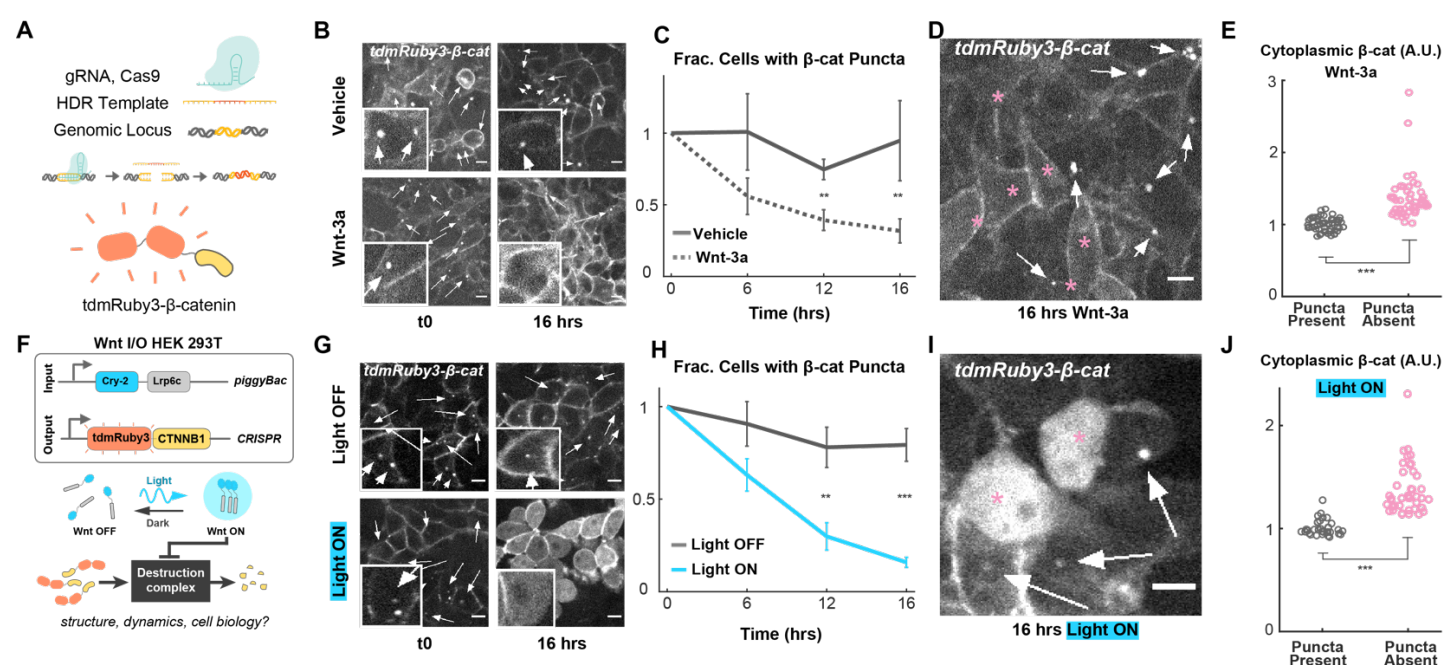 A
gRNA, Cas9
HDR Template
Genomic Locus
tdmRuby3-β-catenin
B
tdmRuby3-β-cat
Vehicle
Wnt-3a
t0
16 hrs
C
Frac. Cells with β-cat Puncta
1
0.5
0
**
**
Vehicle
Wnt-3a
0
6
12
16
Time (hrs)
D
tdmRuby3-β-cat
*
*
*
*
*
*
16 hrs Wnt-3a
E
Cytoplasmic β-cat (A.U.)
Wnt-3a
3
2
1
0
***
Puncta Present
Puncta Absent
F
Wnt I/O HEK 293T
Input
Cry-2
Lrp6c
piggyBac
Output
tdmRuby3
CTNNB1
CRISPR
Light
Dark
Wnt OFF
Wnt ON
Destruction
complex
structure, dynamics, cell biology?
G
tdmRuby3-β-cat
Light OFF
Light ON
t0
16 hrs
H
Frac. Cells with β-cat Puncta
1
0.5
0
**
***
Light OFF
Light ON
0
6
12
16
Time (hrs)
I
tdmRuby3-β-cat
*
*
16 hrs Light ON
J
Cytoplasmic β-cat (A.U.)
Light ON
2
1
0
***
Puncta Present
Puncta Absent